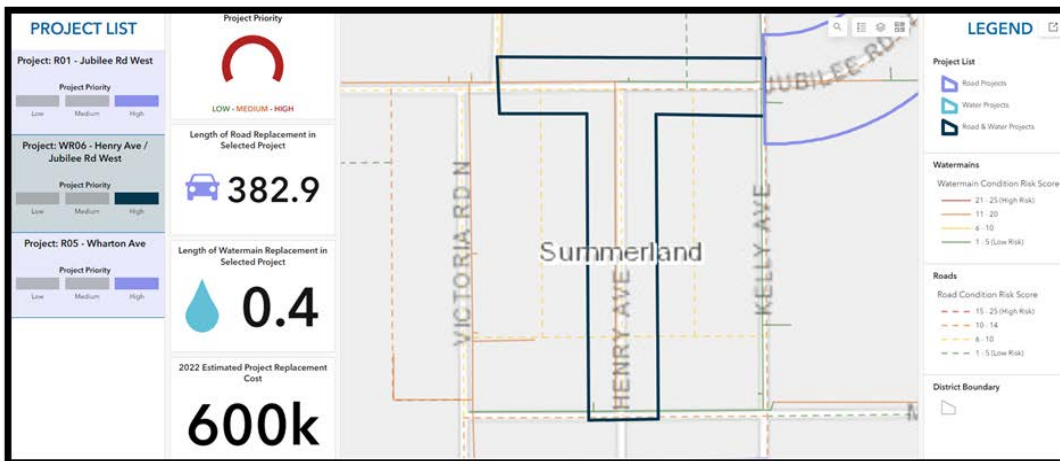 PROJECT LIST
Project: R01 - Jubilee Rd West
Project Priority
Low Medium High
Project: WR06 - Henry Ave /
Jubilee Rd West
Project Priority
Low Medium High
Project: R05 - Wharton Ave
Project Priority
Low Medium High
Project Priority
LOW - MEDIUM - HIGH
Length of Road Replacement in
Selected Project
382.9
Length of Watermain Replacement in
Selected Project
0.4
2022 Estimated Project Replacement
Cost
600k
JUBILEE RD
VICTORIA RD N
Summerland
HENRY AVE
KELLY AVE
LEGEND
Project List
Road Projects
Water Projects
Road & Water Projects
Watermains
Watermain Condition Risk Score
21 - 25 (High Risk)
11 - 20
6 - 10
1 - 5 (Low Risk)
Roads
Road Condition Risk Score
15 - 25 (High Risk)
10 - 14
6 - 10
1 - 5 (Low Risk)
District Boundary